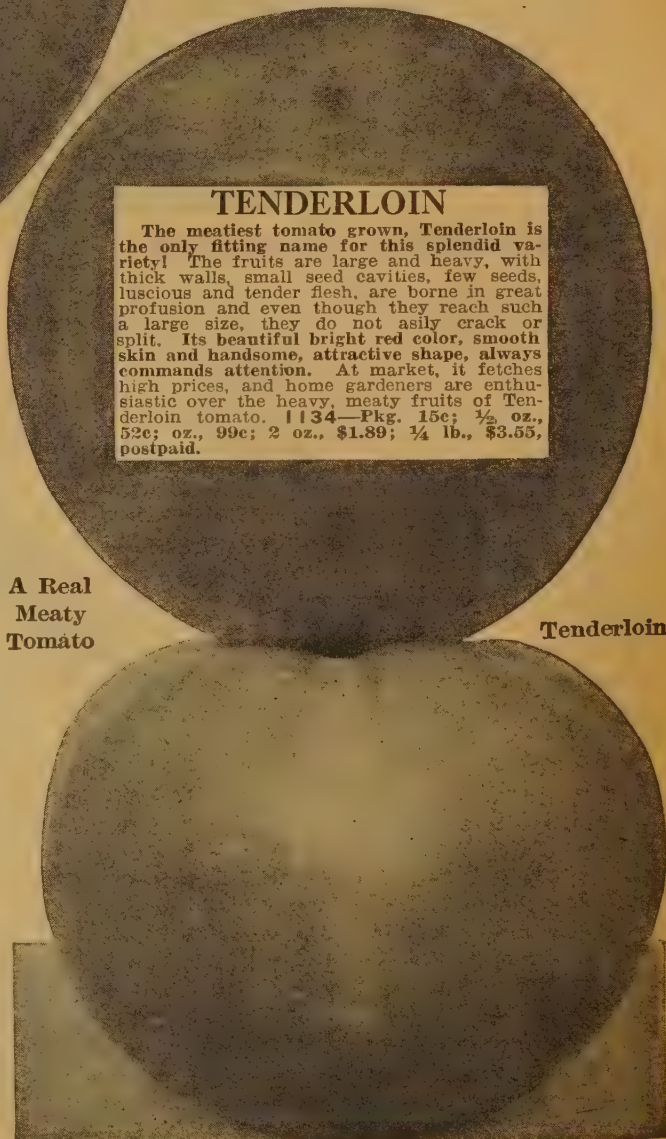 TENDERLOIN
The meatiest tomato grown, Tenderloin is
the only fitting name for this splendid va-
riety! The fruits are large and heavy, with
thick walls, small seed cavities, few seeds,
luscious and tender flesh, are borne in great
profusion and even though they reach such
a large size, they do not asily crack or
split. Its beautiful bright red color, smooth
skin and handsome, attractive shape, always
commands attention. At market, it fetches
high prices, and home gardeners are enthu-
siastic over the heavy, meaty fruits of Ten-
derloin tomato. 1134—Pkg. 15c; ½ oz.,
52c; oz., 99c; 2 oz., $1.89; ¼ lb., $3.55,
postpaid.
A Real
Meaty
Tomato
Tenderloin